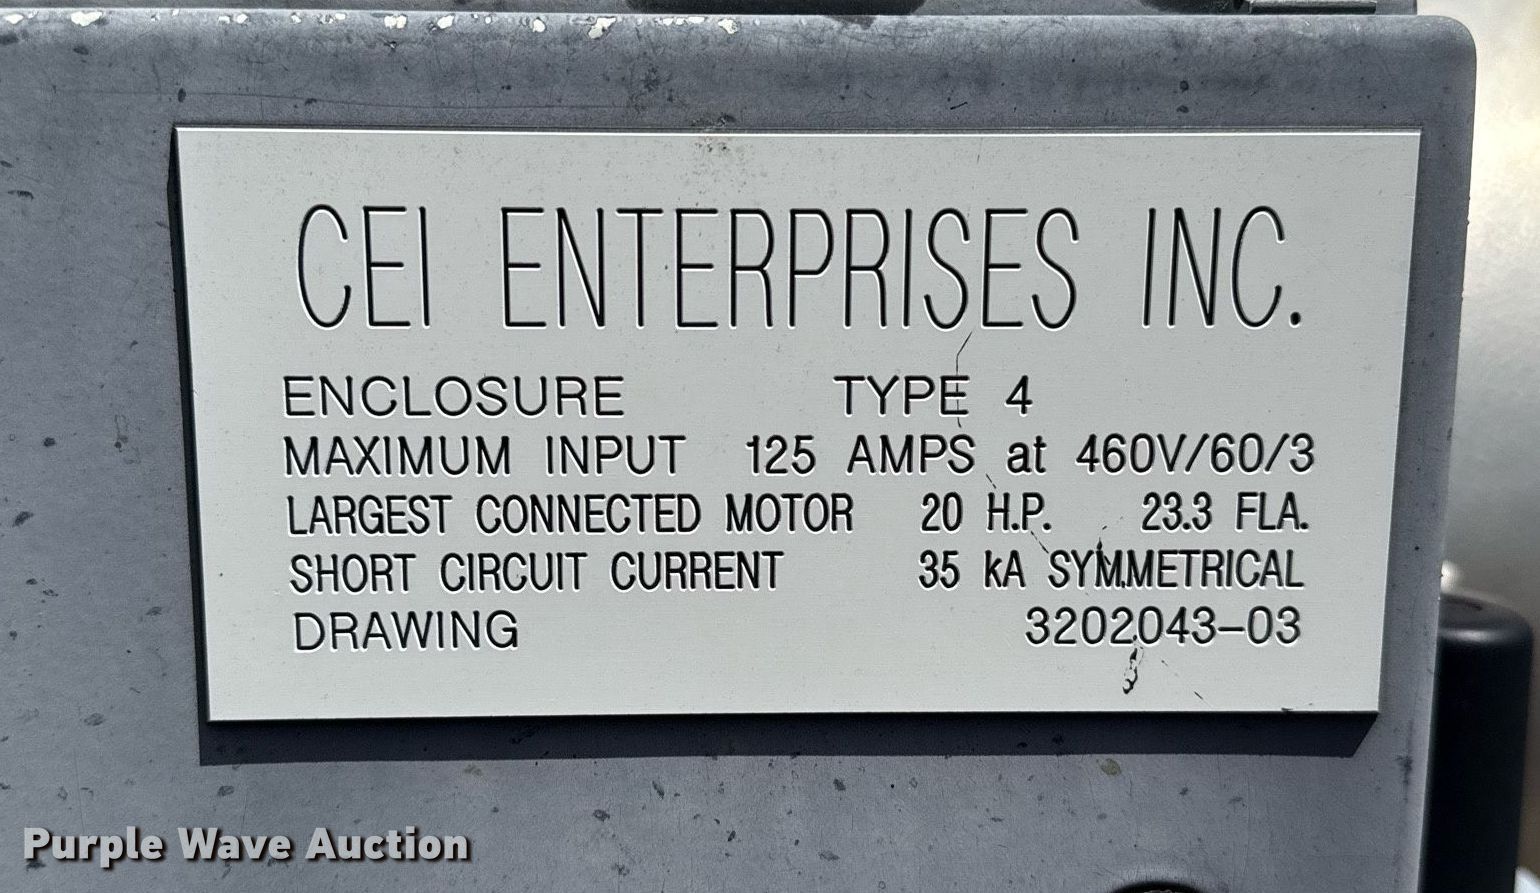 CEI ENTERPRISES INC.
ENCLOSURE TYPE 4
MAXIMUM INPUT 125 AMPS at 460V/60/3
LARGEST CONNECTED MOTOR 20 H.P. 23.3 FLA.
SHORT CIRCUIT CURRENT 35 kA SYMMETRICAL
DRAWING 3202043-03
Purple Wave Auction